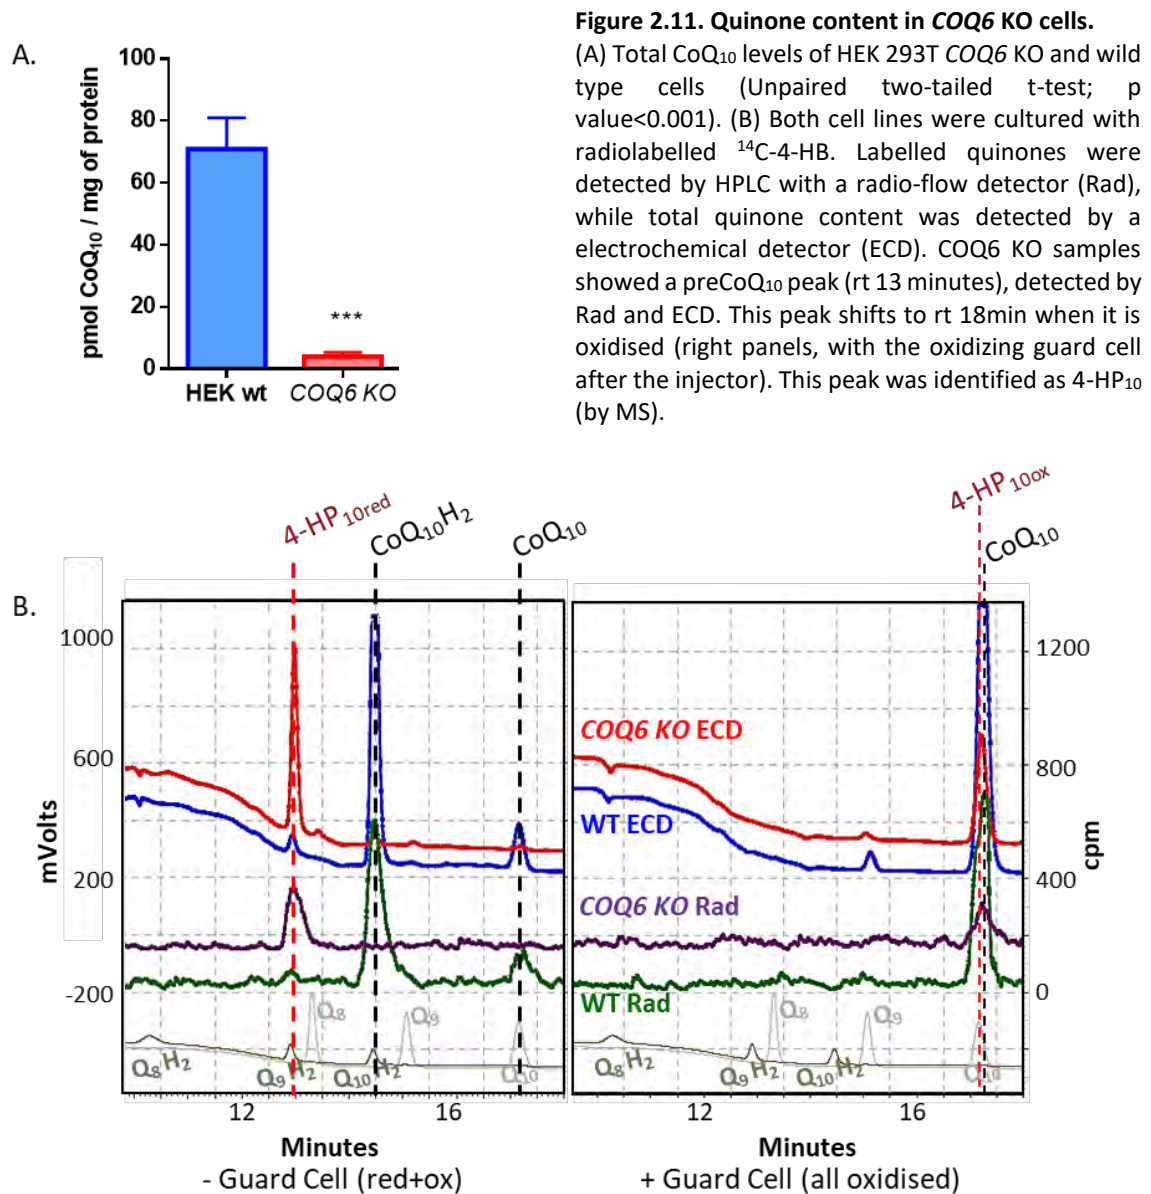 Figure 2.11. Quinone content in COQ6 KO cells.
(A) Total CoQ10 levels of HEK 293T COQ6 KO and wild
type cells (Unpaired two-tailed t-test; p
value<0.001). (B) Both cell lines were cultured with
radiolabelled 14C-4-HB. Labelled quinones were
detected by HPLC with a radio-flow detector (Rad),
while total quinone content was detected by a
electrochemical detector (ECD). COQ6 KO samples
showed a preCoQ10 peak (rt 13 minutes), detected by
Rad and ECD. This peak shifts to rt 18min when it is
oxidised (right panels, with the oxidizing guard cell
after the injector). This peak was identified as 4-HP10
(by MS).
A.
pmol CoQ10 / mg of protein
100
80
60
40
20
0
***
HEK wt
COQ6 KO
B.
4-HP10red
CoQ10H2
CoQ10
4-HP10ox
CoQ10
mVolts
1000
600
200
-200
COQ6 KO ECD
WT ECD
COQ6 KO Rad
WT Rad
1200
800
400
0
cpm
Q8
Q9
Q10
Q8H2
Q9H2
Q10H2
Q8
Q9
Q10
Q8H2
Q9H2
Q10H2
12
16
12
16
Minutes
Minutes
- Guard Cell (red+ox)
+ Guard Cell (all oxidised)